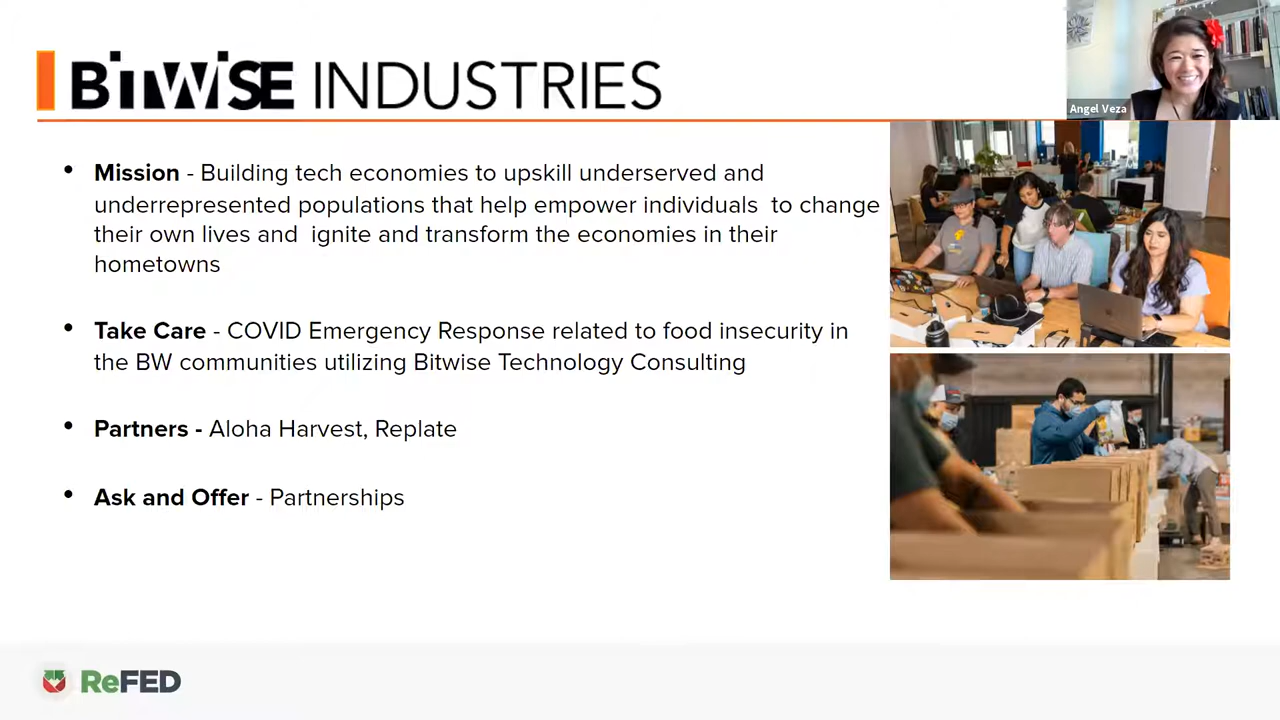 BiTWiSE INDUSTRIES
Angel Veza
• Mission - Building tech economies to upskill underserved and
underrepresented populations that help empower individuals  to change
their own lives and  ignite and transform the economies in their
hometowns
• Take Care - COVID Emergency Response related to food insecurity in
the BW communities utilizing Bitwise Technology Consulting
• Partners - Aloha Harvest, Replate
• Ask and Offer - Partnerships
ReFED